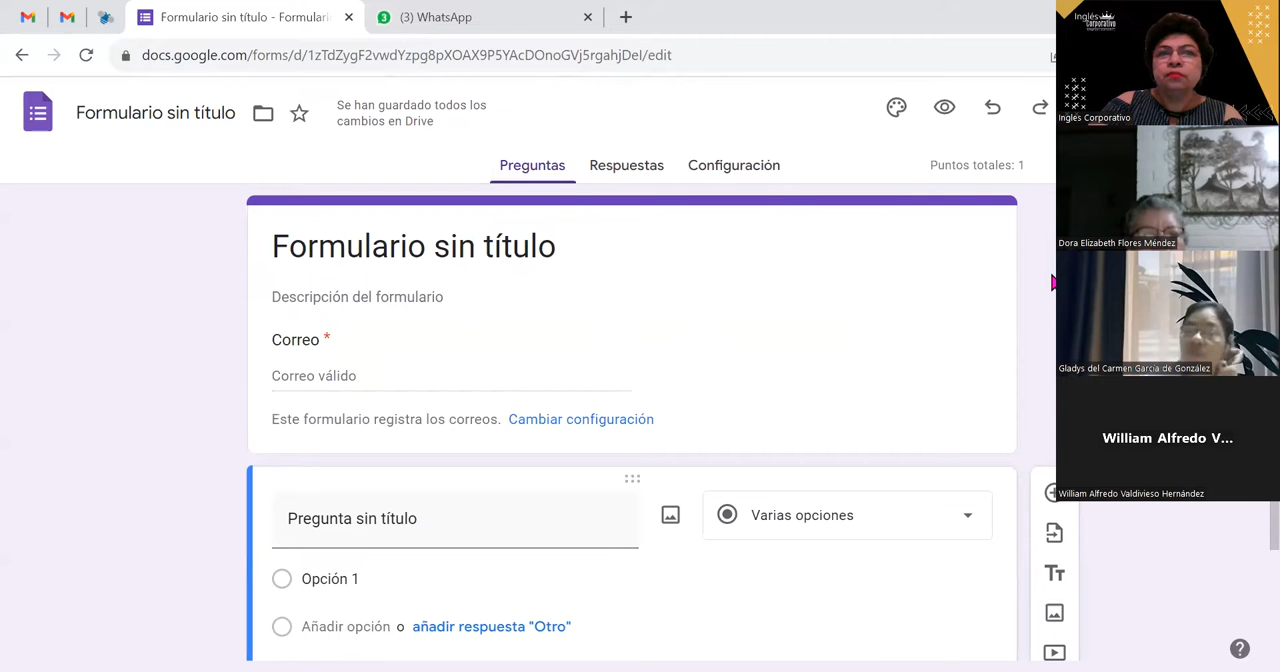 Formulario sin título - Formulari
(3) WhatsApp
docs.google.com/forms/d/1zTdZygF2vwdYzpg8pXOAX9P5YAcDOnoGVj5rgahjDeI/edit
Formulario sin título
Se han guardado todos los
cambios en Drive
Preguntas
Respuestas
Configuración
Puntos totales: 1
Formulario sin título
Descripción del formulario
Correo *
Correo válido
Este formulario registra los correos. Cambiar configuración
Pregunta sin título
Varias opciones
Opción 1
Añadir opción o añadir respuesta "Otro"
Tt
Inglés
Corporativo
Inglés Corporativo
Dora Elizabeth Flores Méndez
Gladys del Carmen García de González
William Alfredo V...
William Alfredo Valdivieso Hernández